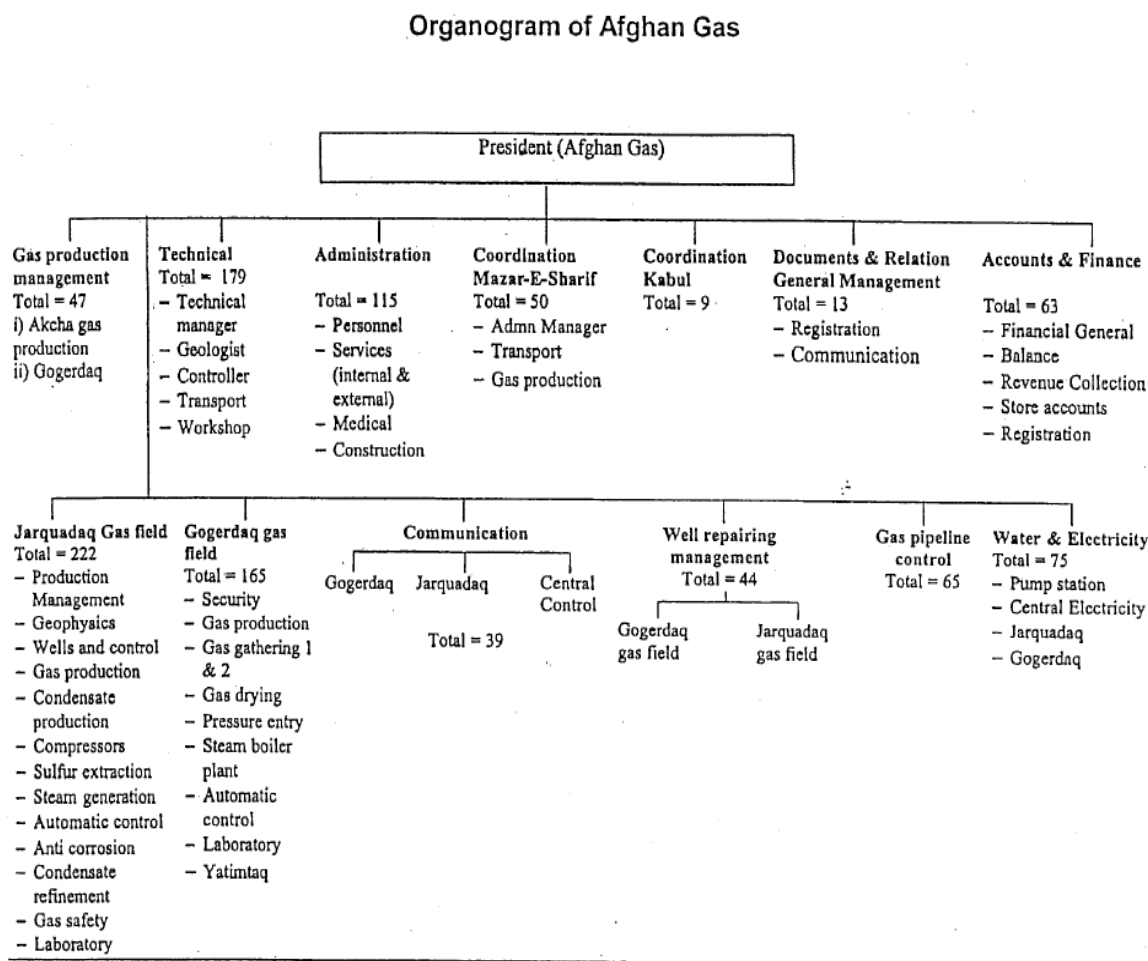 Organogram of Afghan Gas
President (Afghan Gas)
Gas production
management
Total = 47
i) Akcha gas
production
ii) Gogerdaq
Technical
Total = 179
– Technical
manager
– Geologist
– Controller
– Transport
– Workshop
Administration
Total = 115
– Personnel
– Services
(internal &
external)
– Medical
– Construction
Coordination
Mazar-E-Sharif
Total = 50
– Admn Manager
– Transport
– Gas production
Coordination
Kabul
Total = 9
Documents & Relation
General Management
Total = 13
– Registration
– Communication
Accounts & Finance
Total = 63
– Financial General
– Balance
– Revenue Collection
– Store accounts
– Registration
Jarquadaq Gas field
Total = 222
– Production
Management
– Geophysics
– Wells and control
– Gas production
– Condensate
production
– Compressors
– Sulfur extraction
– Steam generation
– Automatic control
– Anti corrosion
– Condensate
refinement
– Gas safety
– Laboratory
Gogerdaq gas
field
Total = 165
– Security
– Gas production
– Gas gathering 1
& 2
– Gas drying
– Pressure entry
– Steam boiler
plant
– Automatic
control
– Laboratory
– Yatimtaq
Communication
Gogerdaq
Jarquadaq
Central
Control
Total = 39
Well repairing
management
Total = 44
Gogerdaq
gas field
Jarquadaq
gas field
Gas pipeline
control
Total = 65
Water & Electricity
Total = 75
– Pump station
– Central Electricity
– Jarquadaq
– Gogerdaq